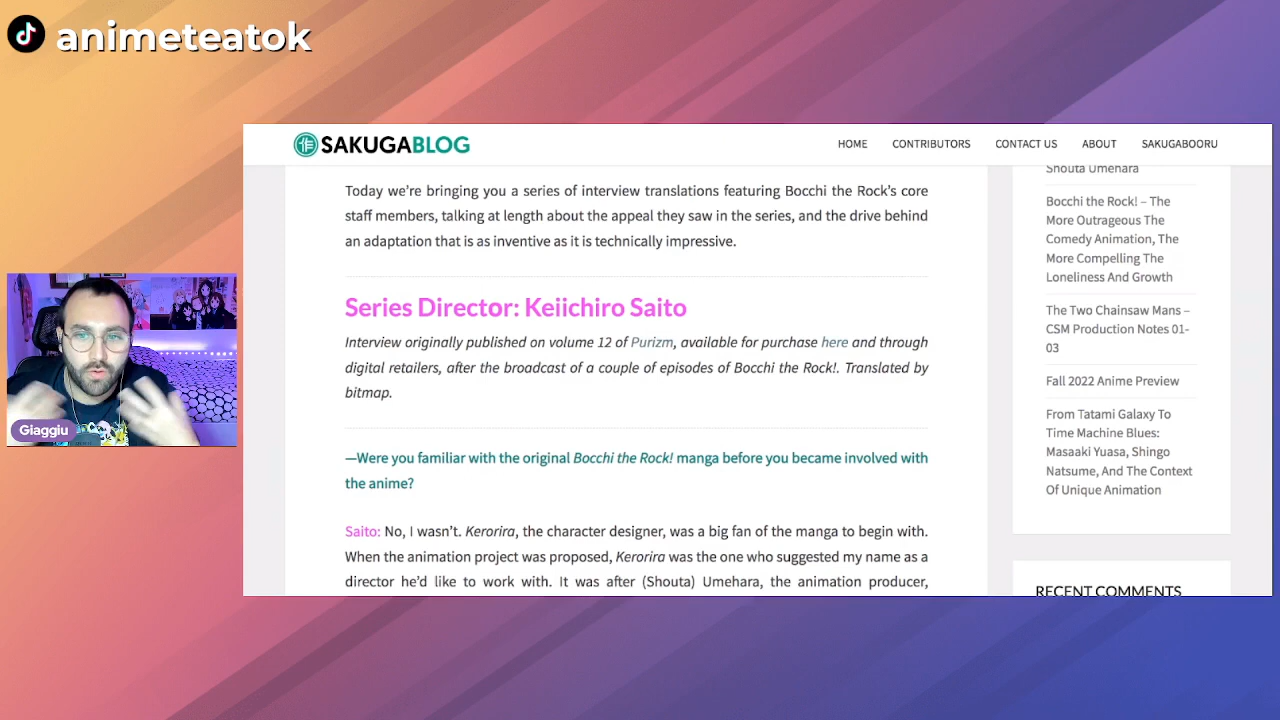 animeteatok
SAKUGABLOG
HOME
CONTRIBUTORS
CONTACT US
ABOUT
SAKUGABOORU
Today we’re bringing you a series of interview translations featuring Bocchi the Rock!’s core
staff members, talking at length about the appeal they saw in the series, and the drive behind
an adaptation that is as inventive as it is technically impressive.
Series Director: Keiichiro Saito
Interview originally published on volume 12 of Purizm, available for purchase here and through
digital retailers, after the broadcast of a couple of episodes of Bocchi the Rock!. Translated by
bitmap.
—Were you familiar with the original Bocchi the Rock! manga before you became involved with
the anime?
Saito: No, I wasn’t. Kerorira, the character designer, was a big fan of the manga to begin with.
When the animation project was proposed, Kerorira was the one who suggested my name as a
director he’d like to work with. It was after (Shouta) Umehara, the animation producer,
Shouta Umehara
Bocchi the Rock! – The
More Outrageous The
Comedy Animation, The
More Compelling The
Loneliness And Growth
The Two Chainsaw Mans –
CSM Production Notes 01-
03
Fall 2022 Anime Preview
From Tatami Galaxy To
Time Machine Blues:
Masaaki Yuasa, Shingo
Natsume, And The Context
Of Unique Animation
RECENT COMMENTS
Giaggiu